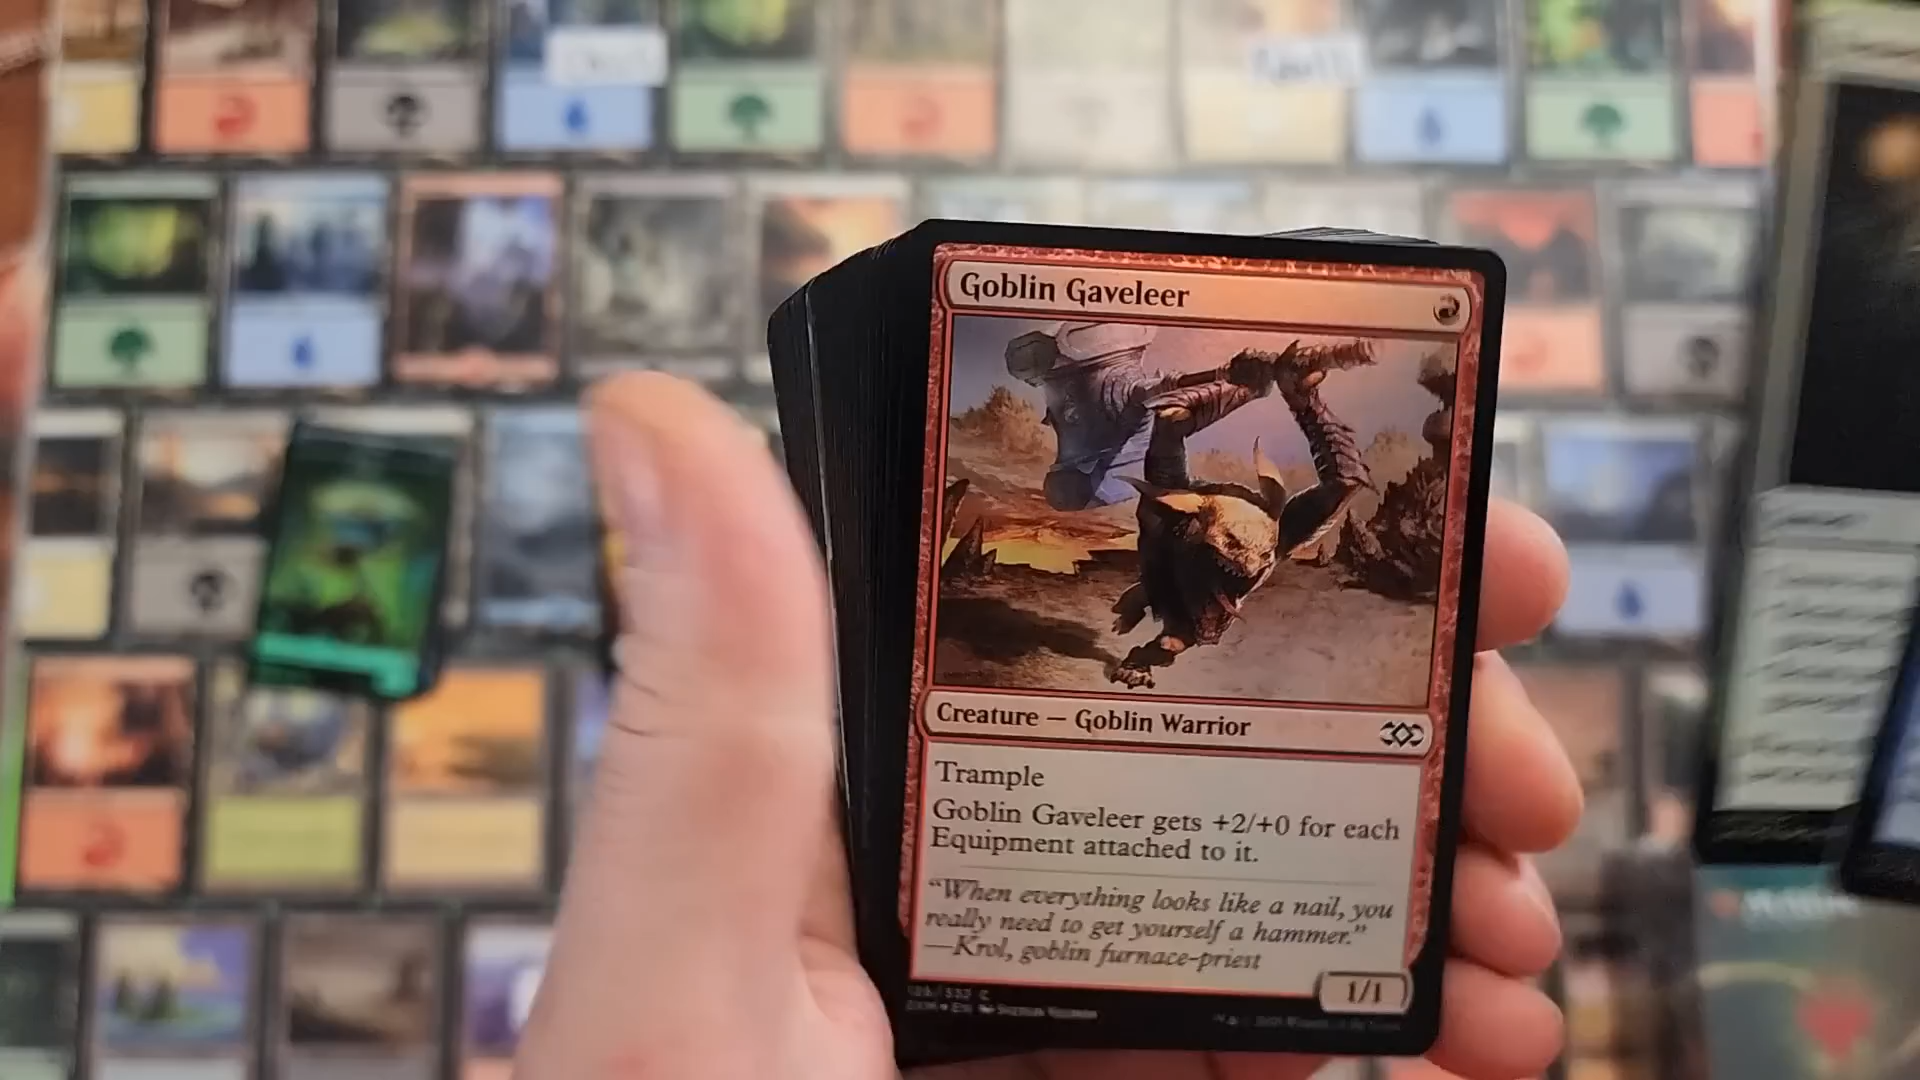 Goblin Gaveleer
Creature — Goblin Warrior
Trample
Goblin Gaveleer gets +2/+0 for each
Equipment attached to it.
“When everything looks like a nail, you
really need to get yourself a hammer.”
—Krol, goblin furnace-priest
1/1